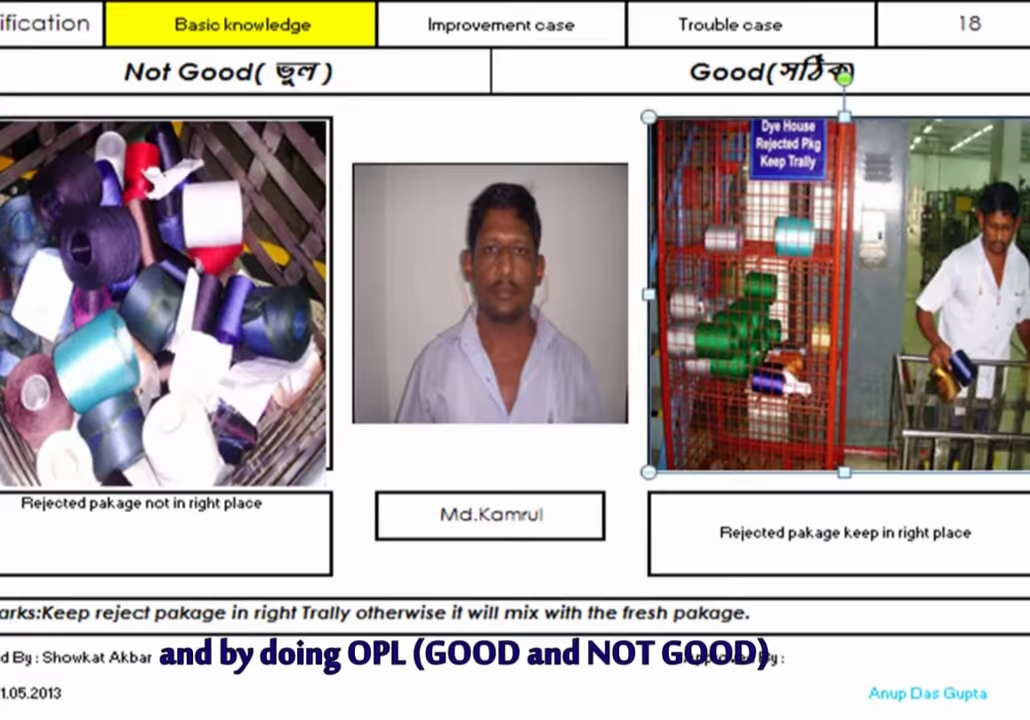 ification Basic knowledge Improvement case Trouble case 18
Not Good( ভুল ) Good(সঠিক)
Dye House
Rejected Pkg
Keep Trally
Rejected pakage not in right place
Md.Kamrul
Rejected pakage keep in right place
arks:Keep reject pakage in right Trally otherwise it will mix with the fresh pakage.
d By : Showkat Akbar
and by doing OPL (GOOD and NOT GOOD)
By :
1.05.2013
Anup Das Gupta